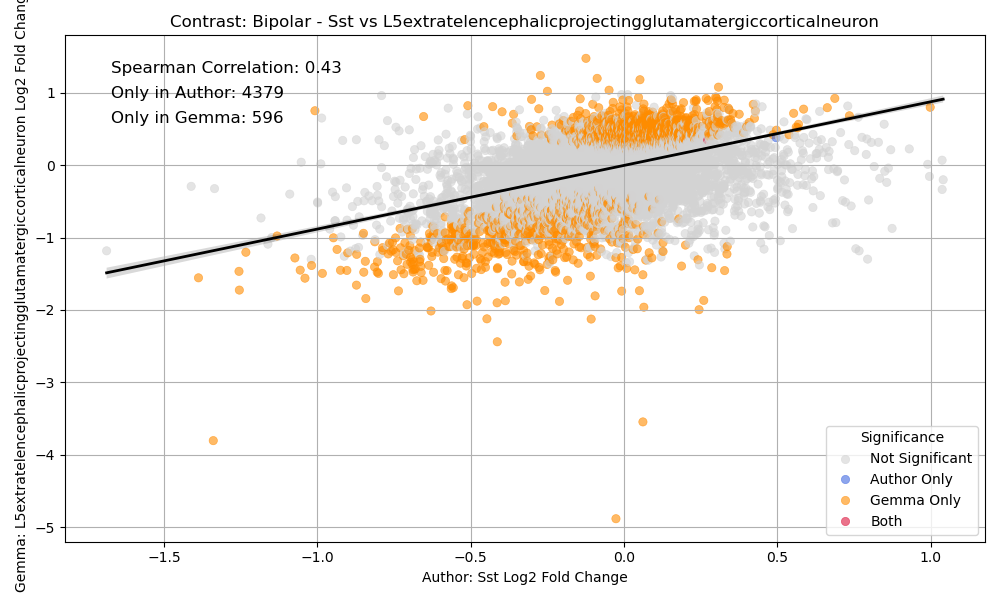 Contrast: Bipolar - Sst vs L5extratelencephalicprojectingglutamatergiccorticalneuron
Gemma: L5extratelencephalicprojectingglutamatergiccorticalneuron Log2 Fold Chang
Spearman Correlation: 0.43
Only in Author: 4379
Only in Gemma: 596
1
0
−1
−2
−3
−4
−5
Significance
Not Significant
Author Only
Gemma Only
Both
−1.5
−1.0
−0.5
0.0
0.5
1.0
Author: Sst Log2 Fold Change